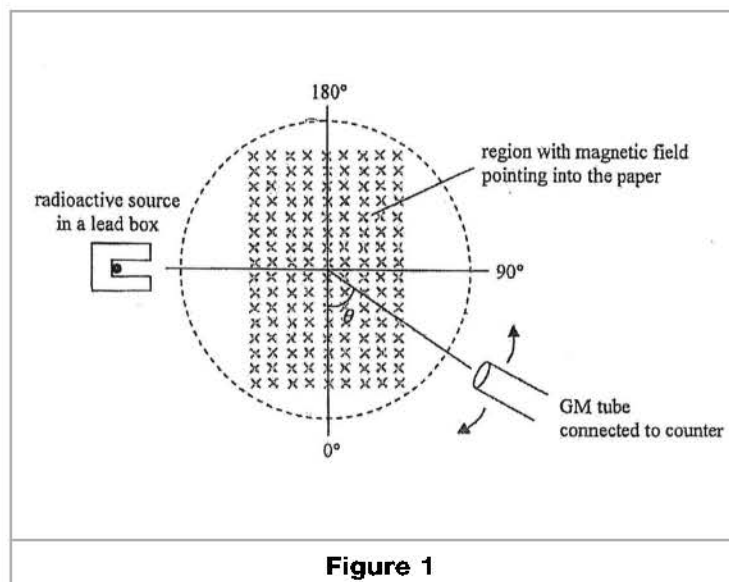 180°
region with magnetic field
pointing into the paper
radioactive source
in a lead box
90°
θ
GM tube
connected to counter
0°
Figure 1